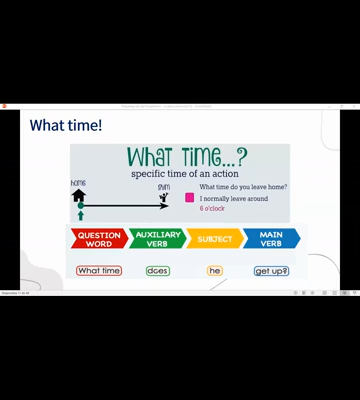 What time!
What Time...?
specific time of an action
home
gym
What time do you leave home?
I normally leave around
6 o'clock
QUESTION WORD
AUXILIARY VERB
SUBJECT
MAIN VERB
What time
does
he
get up?